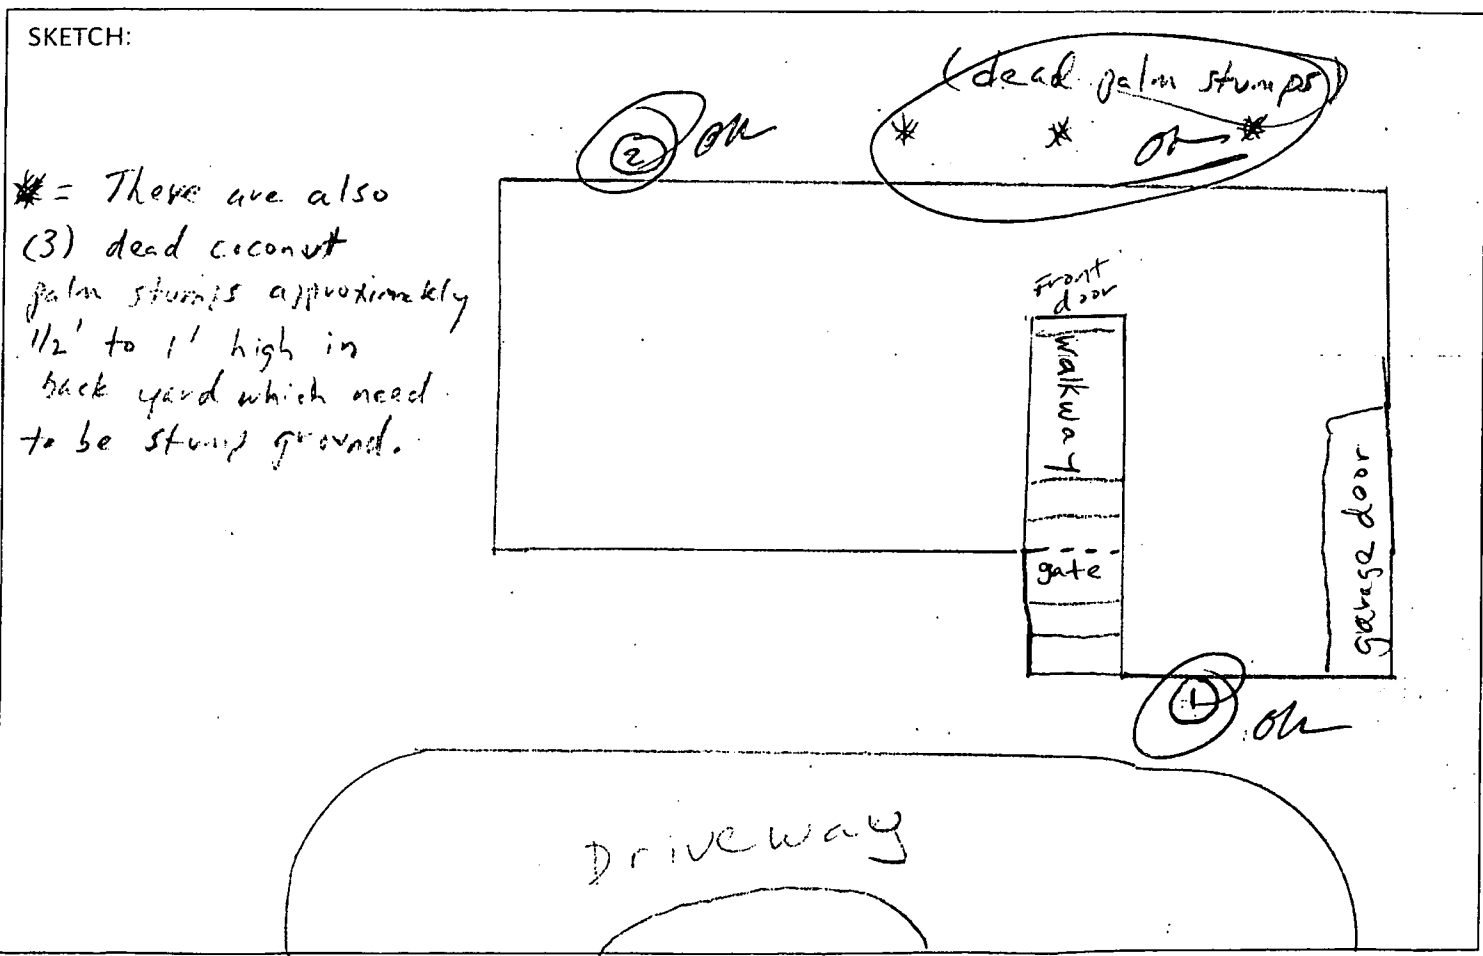 SKETCH:
(dead palm stumps)
* * *
ok
2 ok
* = There are also
(3) dead coconut
palm stumps approximately
1/2' to 1' high in
back yard which need
to be stump ground.
Front
door
walkway
gate
garage door
1 ok
Driveway